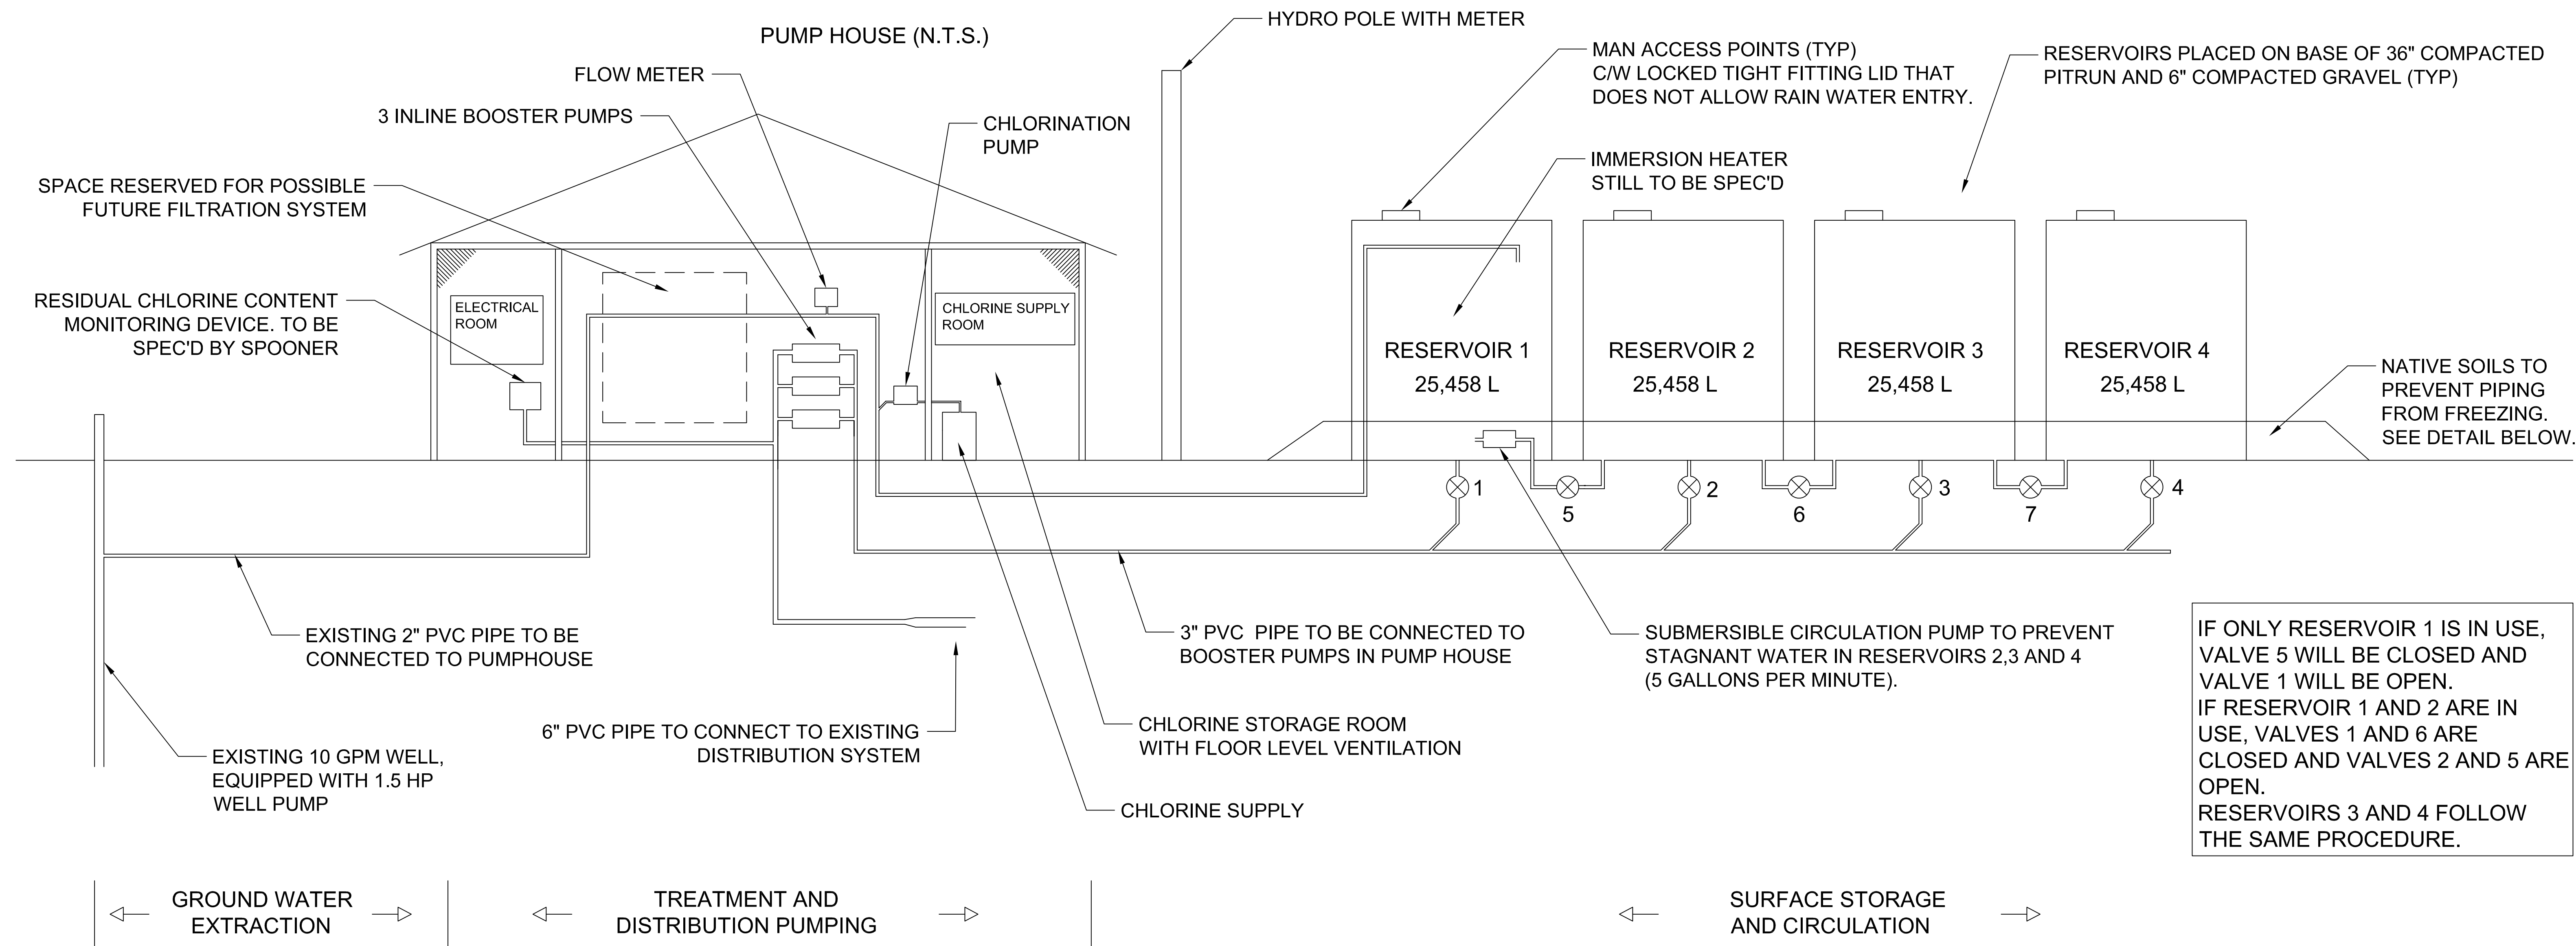 PUMP HOUSE (N.T.S.)
HYDRO POLE WITH METER
FLOW METER
3 INLINE BOOSTER PUMPS
CHLORINATION
PUMP
SPACE RESERVED FOR POSSIBLE
FUTURE FILTRATION SYSTEM
RESIDUAL CHLORINE CONTENT
MONITORING DEVICE. TO BE
SPEC'D BY SPOONER
ELECTRICAL
ROOM
CHLORINE SUPPLY
ROOM
MAN ACCESS POINTS (TYP)
C/W LOCKED TIGHT FITTING LID THAT
DOES NOT ALLOW RAIN WATER ENTRY.
RESERVOIRS PLACED ON BASE OF 36" COMPACTED
PITRUN AND 6" COMPACTED GRAVEL (TYP)
IMMERSION HEATER
STILL TO BE SPEC'D
RESERVOIR 1
25,458 L
RESERVOIR 2
25,458 L
RESERVOIR 3
25,458 L
RESERVOIR 4
25,458 L
NATIVE SOILS TO
PREVENT PIPING
FROM FREEZING.
SEE DETAIL BELOW.
1
2
3
4
5
6
7
EXISTING 2" PVC PIPE TO BE
CONNECTED TO PUMPHOUSE
EXISTING 10 GPM WELL,
EQUIPPED WITH 1.5 HP
WELL PUMP
6" PVC PIPE TO CONNECT TO EXISTING
DISTRIBUTION SYSTEM
3" PVC PIPE TO BE CONNECTED TO
BOOSTER PUMPS IN PUMP HOUSE
CHLORINE STORAGE ROOM
WITH FLOOR LEVEL VENTILATION
CHLORINE SUPPLY
SUBMERSIBLE CIRCULATION PUMP TO PREVENT
STAGNANT WATER IN RESERVOIRS 2,3 AND 4
(5 GALLONS PER MINUTE).
IF ONLY RESERVOIR 1 IS IN USE,
VALVE 5 WILL BE CLOSED AND
VALVE 1 WILL BE OPEN.
IF RESERVOIR 1 AND 2 ARE IN
USE, VALVES 1 AND 6 ARE
CLOSED AND VALVES 2 AND 5 ARE
OPEN.
RESERVOIRS 3 AND 4 FOLLOW
THE SAME PROCEDURE.
GROUND WATER
EXTRACTION
TREATMENT AND
DISTRIBUTION PUMPING
SURFACE STORAGE
AND CIRCULATION